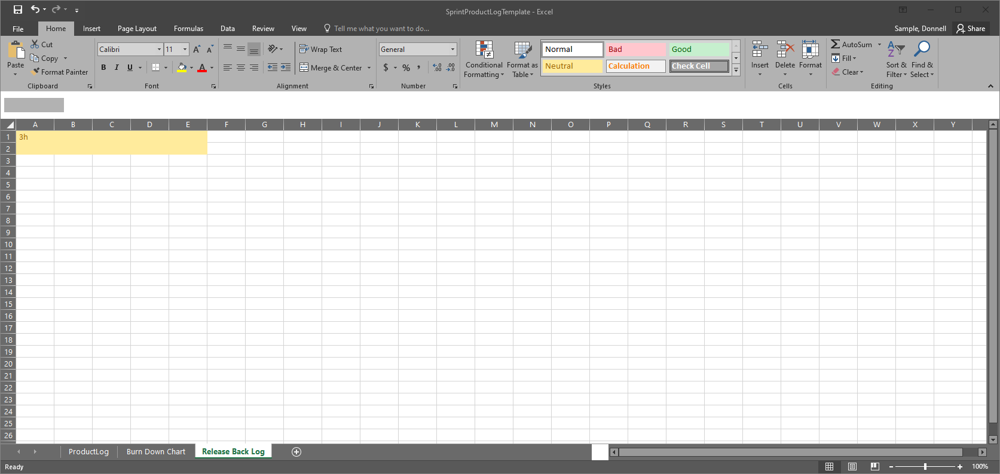 SprintProductLogTemplate - Excel
File Home Insert Page Layout Formulas Data Review View Tell me what you want to do... Sample, Donnell Share
Paste
Cut
Copy
Format Painter
Clipboard
Calibri 11
B I U A
Font
Wrap Text
Merge & Center
Alignment
General
$ % ,
Number
Conditional Formatting
Format as Table
Normal Bad Good
Neutral Calculation Check Cell
Styles
Insert Delete Format
Cells
AutoSum
Fill
Clear
Sort & Filter
Find & Select
Editing
A B C D E F G H I J K L M N O P Q R S T U V W X Y
1 3h
2
3
4
5
6
7
8
9
10
11
12
13
14
15
16
17
18
19
20
21
22
23
24
25
26
ProductLog Burn Down Chart Release Back Log
Ready 100%